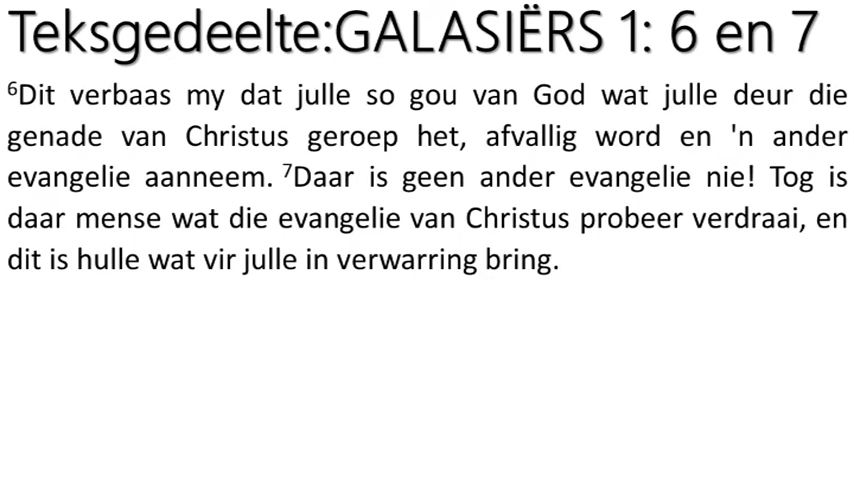 Teksgedeelte:GALASIËRS 1: 6 en 7
⁶Dit verbaas my dat julle so gou van God wat julle deur die
genade van Christus geroep het, afvallig word en 'n ander
evangelie aanneem. ⁷Daar is geen ander evangelie nie! Tog is
daar mense wat die evangelie van Christus probeer verdraai, en
dit is hulle wat vir julle in verwarring bring.